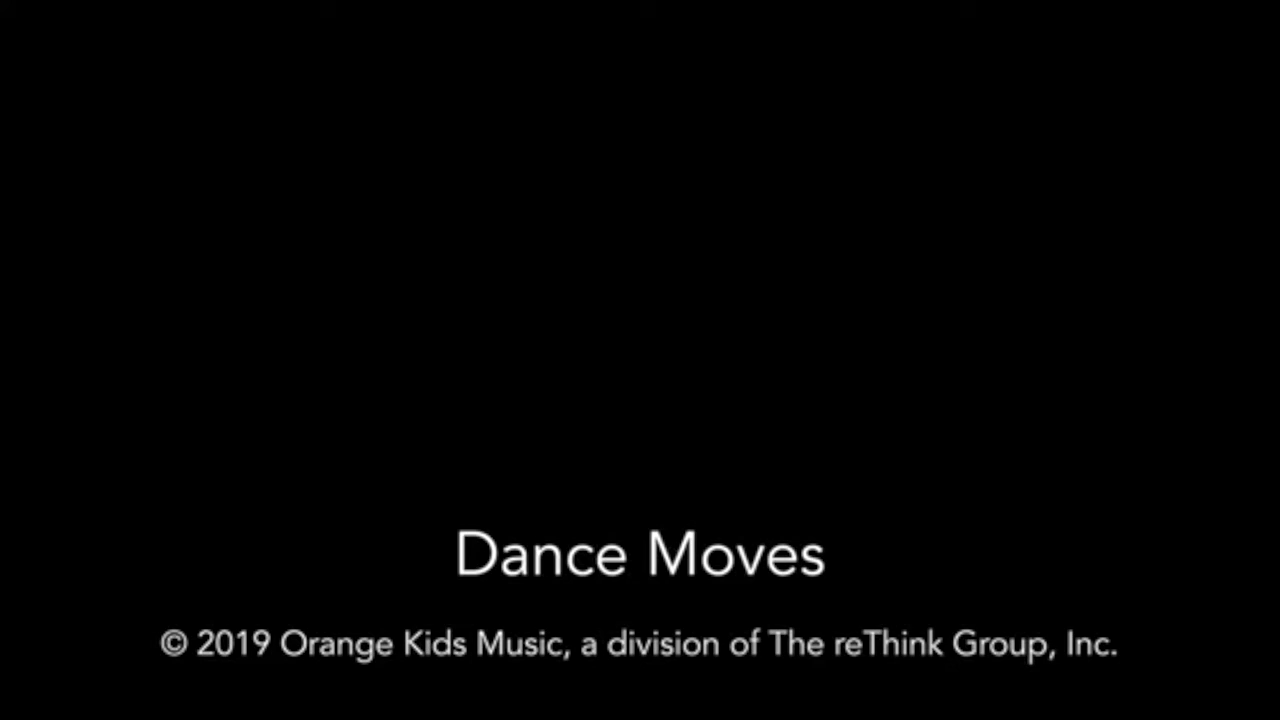 Dance Moves
© 2019 Orange Kids Music, a division of The reThink Group, Inc.